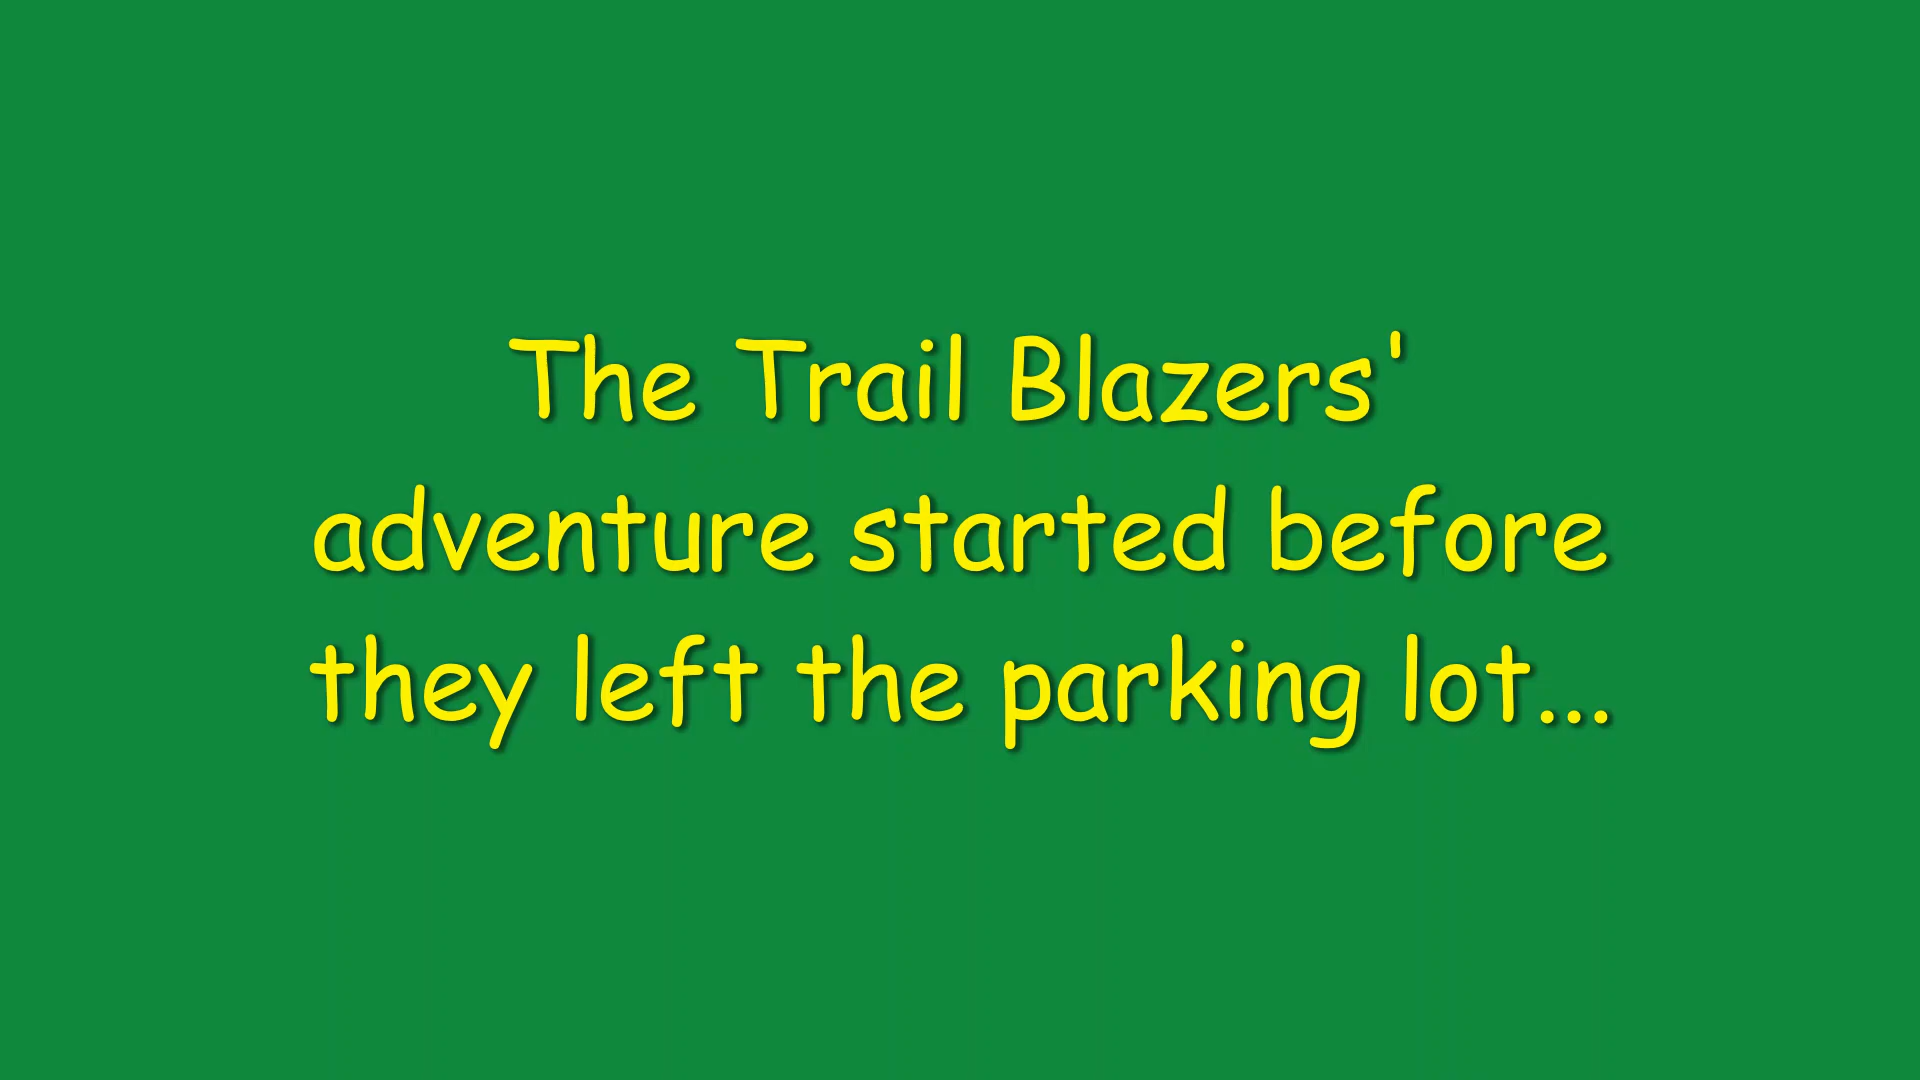 The Trail Blazers'
adventure started before
they left the parking lot...